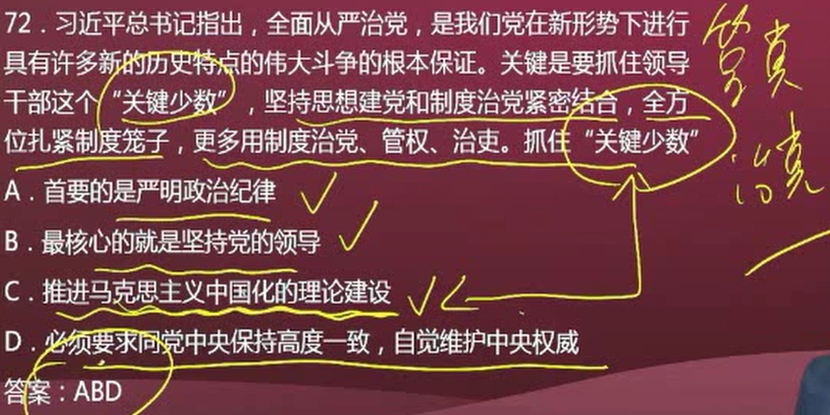 72．习近平总书记指出，全面从严治党，是我们党在新形势下进行
具有许多新的历史特点的伟大斗争的根本保证。关键是要抓住领导
干部这个“关键少数”，坚持思想建党和制度治党紧密结合，全方
位扎紧制度笼子，更多用制度治党、管权、治吏。抓住“关键少数”
A．首要的是严明政治纪律
B．最核心的就是坚持党的领导
C．推进马克思主义中国化的理论建设
D．必须要求同党中央保持高度一致，自觉维护中央权威
答案：ABD